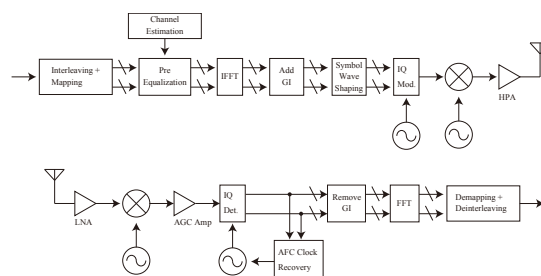 Channel
Estimation
Interleaving +
Mapping
Pre
Equalization
IFFT
Add
GI
Symbol
Wave
Shaping
IQ
Mod.
HPA
LNA
AGC Amp
IQ
Det.
Remove
GI
FFT
Demapping +
Deinterleaving
AFC Clock
Recovery